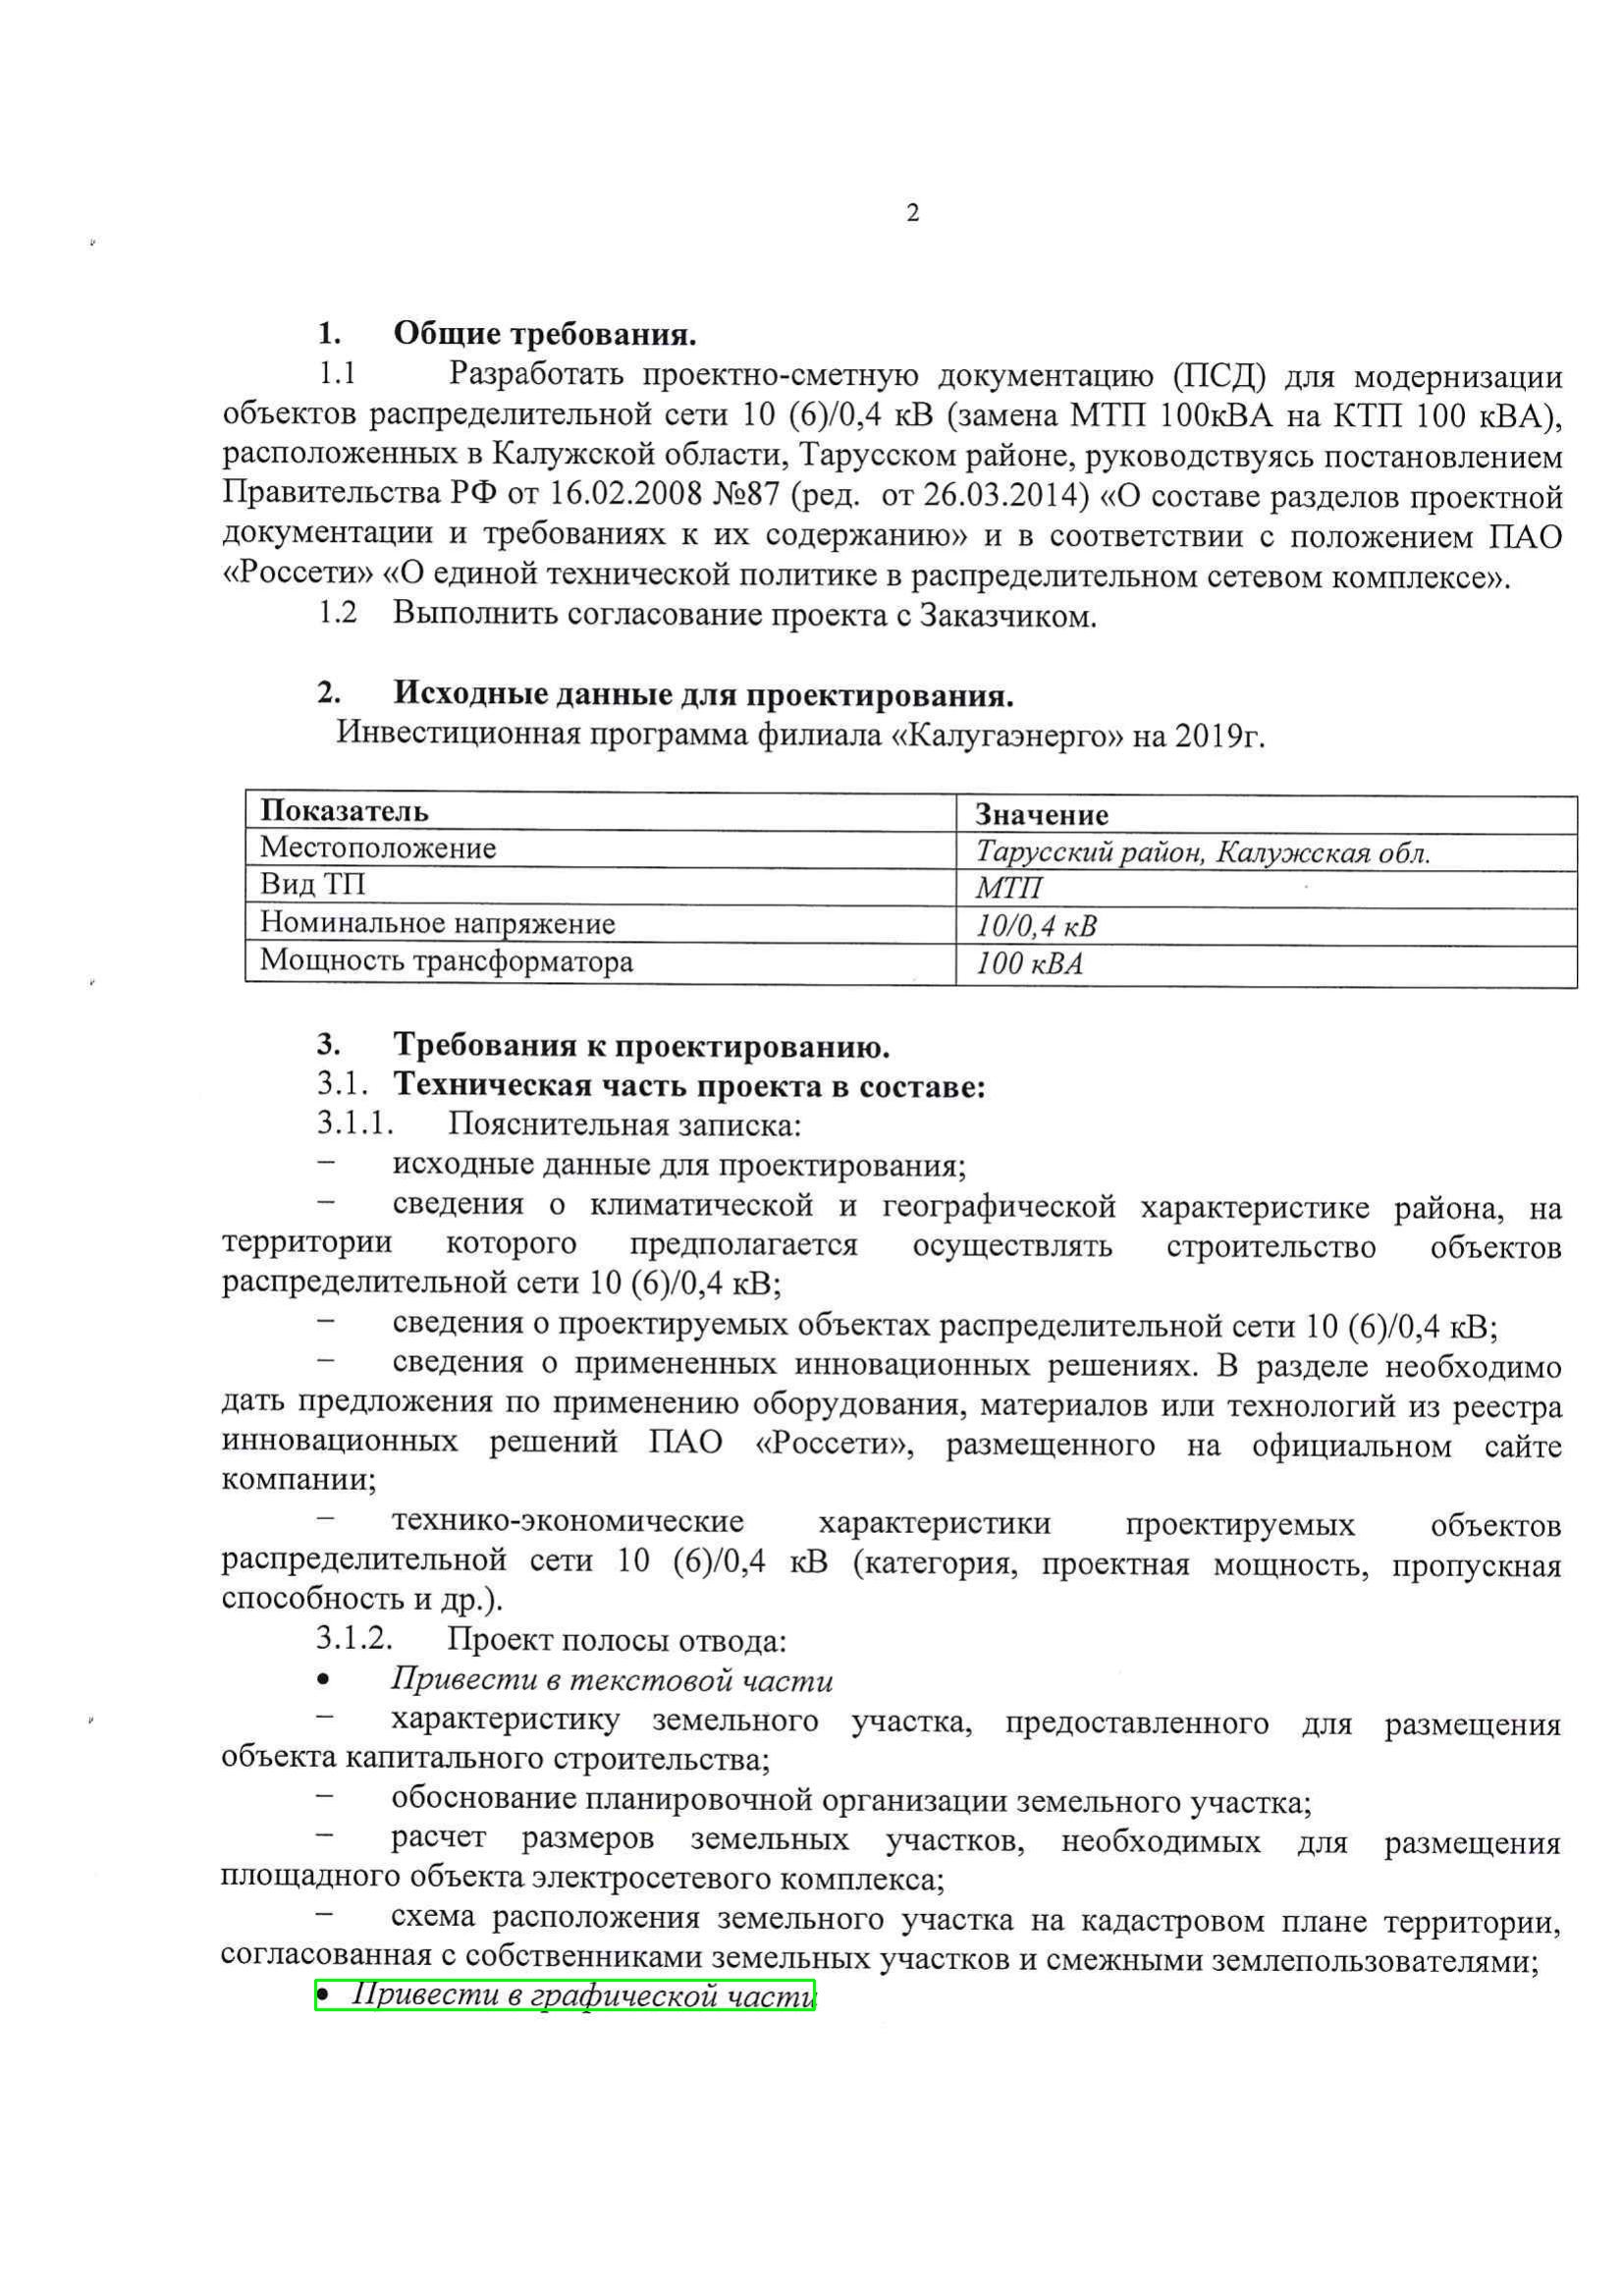 2
1. Общие требования.
1.1 Разработать проектно-сметную документацию (ПСД) для модернизации
объектов распределительной сети 10 (6)/0,4 кВ (замена МТП 100кВА на КТП 100 кВА),
расположенных в Калужской области, Тарусском районе, руководствуясь постановлением
Правительства РФ от 16.02.2008 №87 (ред. от 26.03.2014) «О составе разделов проектной
документации и требованиях к их содержанию» и в соответствии с положением ПАО
«Россети» «О единой технической политике в распределительном сетевом комплексе».
1.2 Выполнить согласование проекта с Заказчиком.
2. Исходные данные для проектирования.
Инвестиционная программа филиала «Калугаэнерго» на 2019г.
Показатель Значение
Местоположение Тарусский район, Калужская обл.
Вид ТП МТП
Номинальное напряжение 10/0,4 кВ
Мощность трансформатора 100 кВА
3. Требования к проектированию.
3.1. Техническая часть проекта в составе:
3.1.1. Пояснительная записка:
– исходные данные для проектирования;
– сведения о климатической и географической характеристике района, на
территории которого предполагается осуществлять строительство объектов
распределительной сети 10 (6)/0,4 кВ;
– сведения о проектируемых объектах распределительной сети 10 (6)/0,4 кВ;
– сведения о примененных инновационных решениях. В разделе необходимо
дать предложения по применению оборудования, материалов или технологий из реестра
инновационных решений ПАО «Россети», размещенного на официальном сайте
компании;
– технико-экономические характеристики проектируемых объектов
распределительной сети 10 (6)/0,4 кВ (категория, проектная мощность, пропускная
способность и др.).
3.1.2. Проект полосы отвода:
• Привести в текстовой части
– характеристику земельного участка, предоставленного для размещения
объекта капитального строительства;
– обоснование планировочной организации земельного участка;
– расчет размеров земельных участков, необходимых для размещения
площадного объекта электросетевого комплекса;
– схема расположения земельного участка на кадастровом плане территории,
согласованная с собственниками земельных участков и смежными землепользователями;
• Привести в графической части